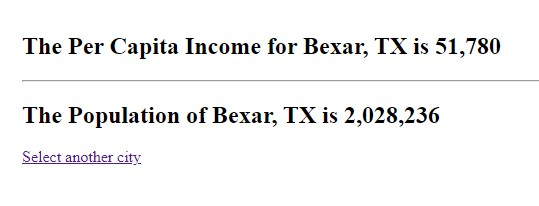 The Per Capita Income for Bexar, TX is 51,780
The Population of Bexar, TX is 2,028,236
Select another city